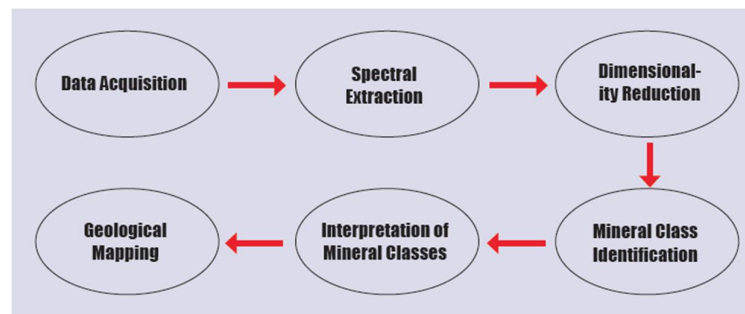 Data Acquisition
Spectral
Extraction
Dimensional-
ity Reduction
Mineral Class
Identification
Interpretation of
Mineral Classes
Geological
Mapping